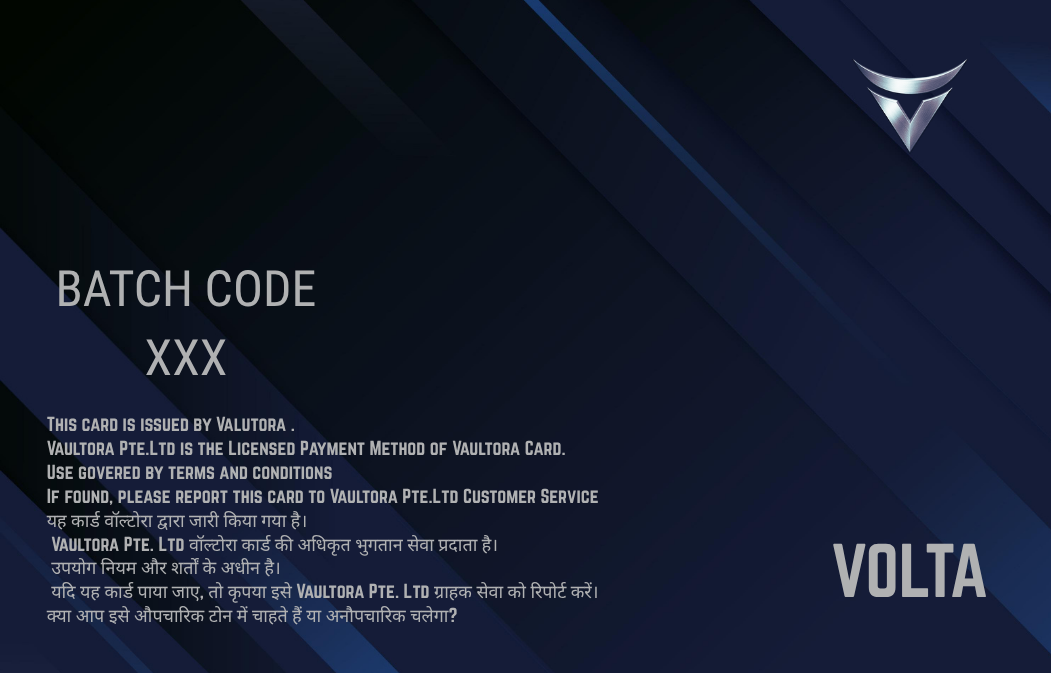 BATCH CODE
XXX
This card is issued by Valutora .
Vaultora Pte.Ltd is the Licensed Payment Method of Vaultora Card.
Use govered by terms and conditions
If found, please report this card to Vaultora Pte.Ltd Customer Service
यह कार्ड वॉल्टोरा द्वारा जारी किया गया है।
Vaultora Pte. Ltd वॉल्टोरा कार्ड की अधिकृत भुगतान सेवा प्रदाता है।
उपयोग नियम और शर्तों के अधीन है।
यदि यह कार्ड पाया जाए, तो कृपया इसे Vaultora Pte. Ltd ग्राहक सेवा को रिपोर्ट करें।
क्या आप इसे औपचारिक टोन में चाहते हैं या अनौपचारिक चलेगा?
VOLTA